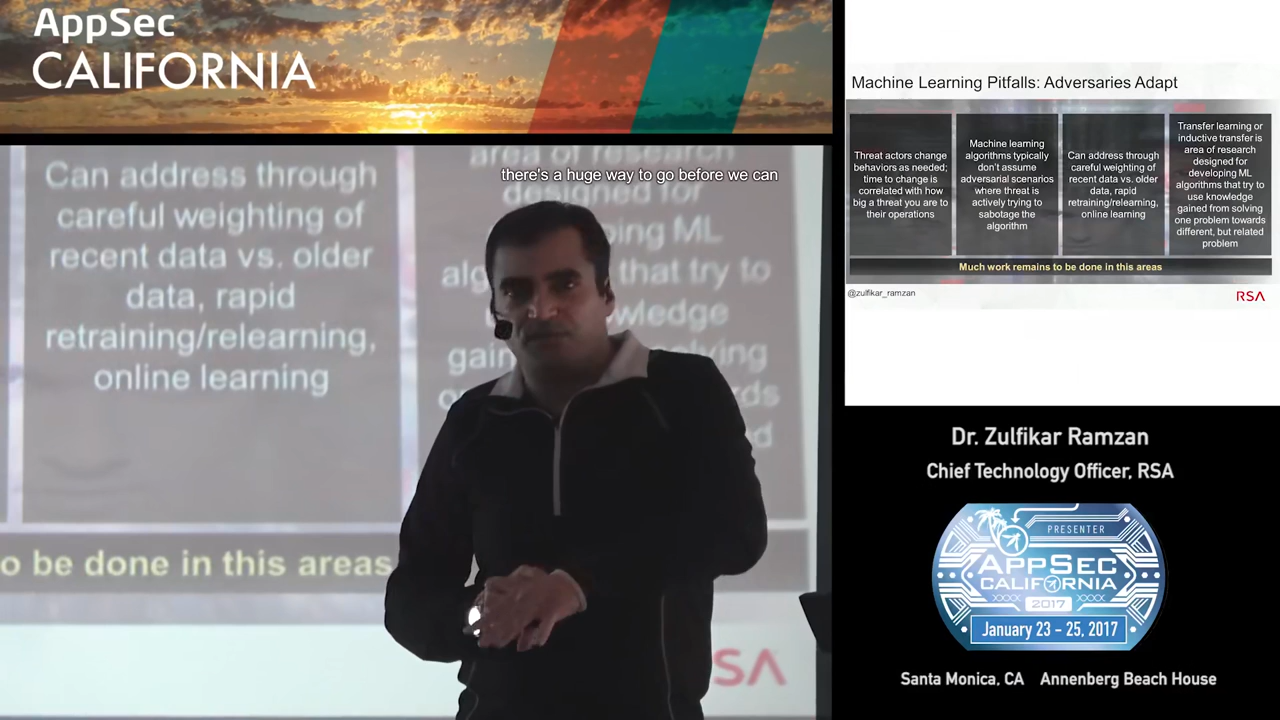 AppSec
CALIFORNIA
Can address through
careful weighting of
recent data vs. older
data, rapid
retraining/relearning,
online learning
area of research
designed for
ping ML
that try to
o be done in this areas
RSA
there's a huge way to go before we can
Machine Learning Pitfalls: Adversaries Adapt
Threat actors change
behaviors as needed;
time to change is
correlated with how
big a threat you are to
their operations
Machine learning
algorithms typically
don't assume
adversarial scenarios
where threat is
actively trying to
sabotage the
algorithm
Can address through
careful weighting of
recent data vs. older
data, rapid
retraining/relearning,
online learning
Transfer learning or
inductive transfer is
area of research
designed for
developing ML
algorithms that try to
use knowledge
gained from solving
one problem towards
different, but related
problem
Much work remains to be done in this areas
@zulfikar_ramzan
RSA
Dr. Zulfikar Ramzan
Chief Technology Officer, RSA
PRESENTER
APPSEC
CALIFORNIA
2017
January 23 - 25, 2017
Santa Monica, CA Annenberg Beach House